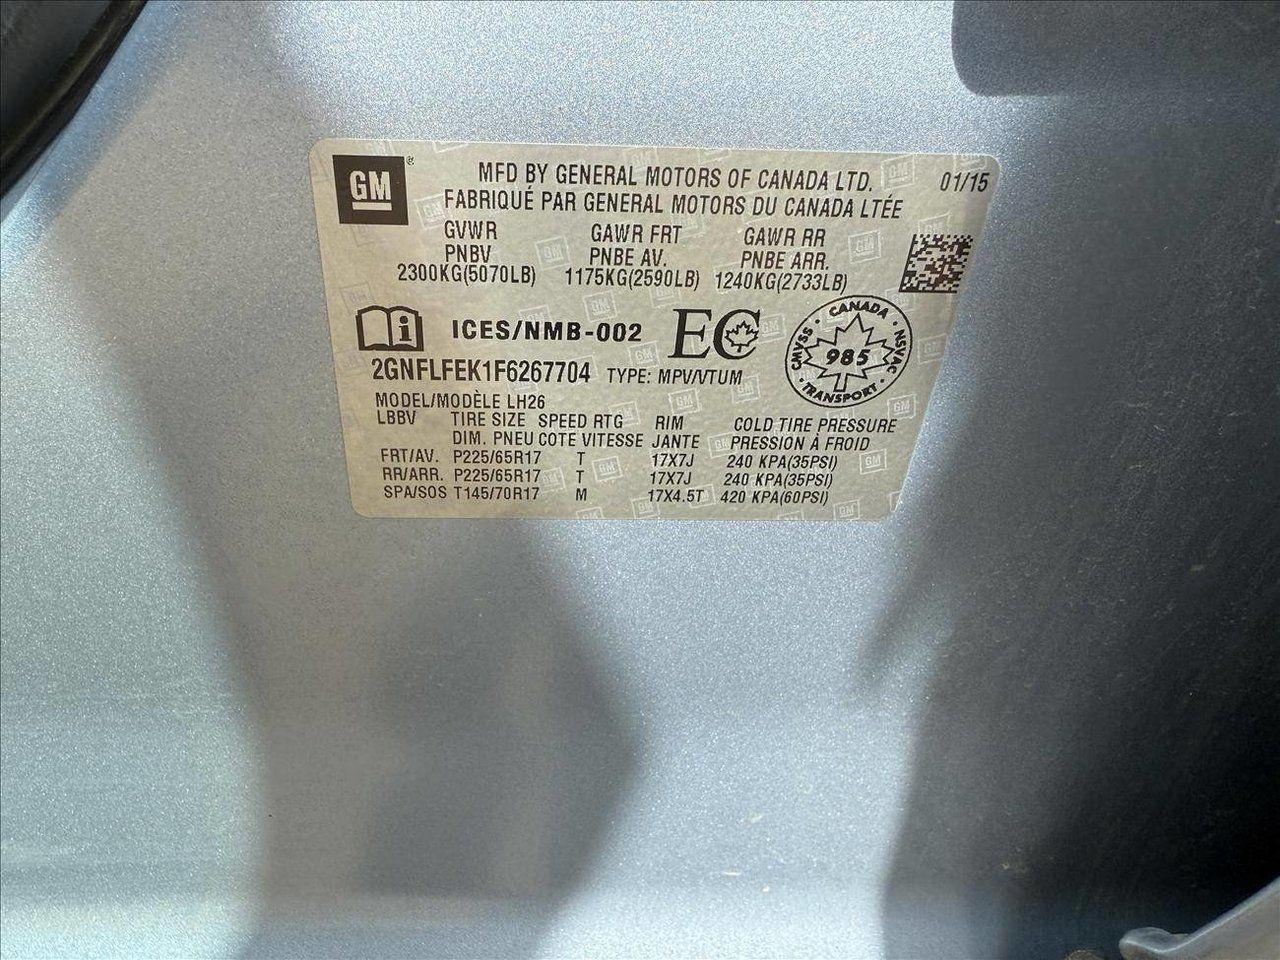 GM
MFD BY GENERAL MOTORS OF CANADA LTD. 01/15
FABRIQUÉ PAR GENERAL MOTORS DU CANADA LTÉE
GVWR GAWR FRT GAWR RR
PNBV PNBE AV. PNBE ARR.
2300KG(5070LB) 1175KG(2590LB) 1240KG(2733LB)
ICES/NMB-002 EC
CANADA
CMVSS 985 NSVAC
TRANSPORT
2GNFLFEK1F6267704 TYPE: MPV/VTUM
MODEL/MODÈLE LH26
LBBV TIRE SIZE SPEED RTG RIM COLD TIRE PRESSURE
DIM. PNEU COTE VITESSE JANTE PRESSION À FROID
FRT/AV. P225/65R17 T 17X7J 240 KPA(35PSI)
RR/ARR. P225/65R17 T 17X7J 240 KPA(35PSI)
SPA/SOS T145/70R17 M 17X4.5T 420 KPA(60PSI)